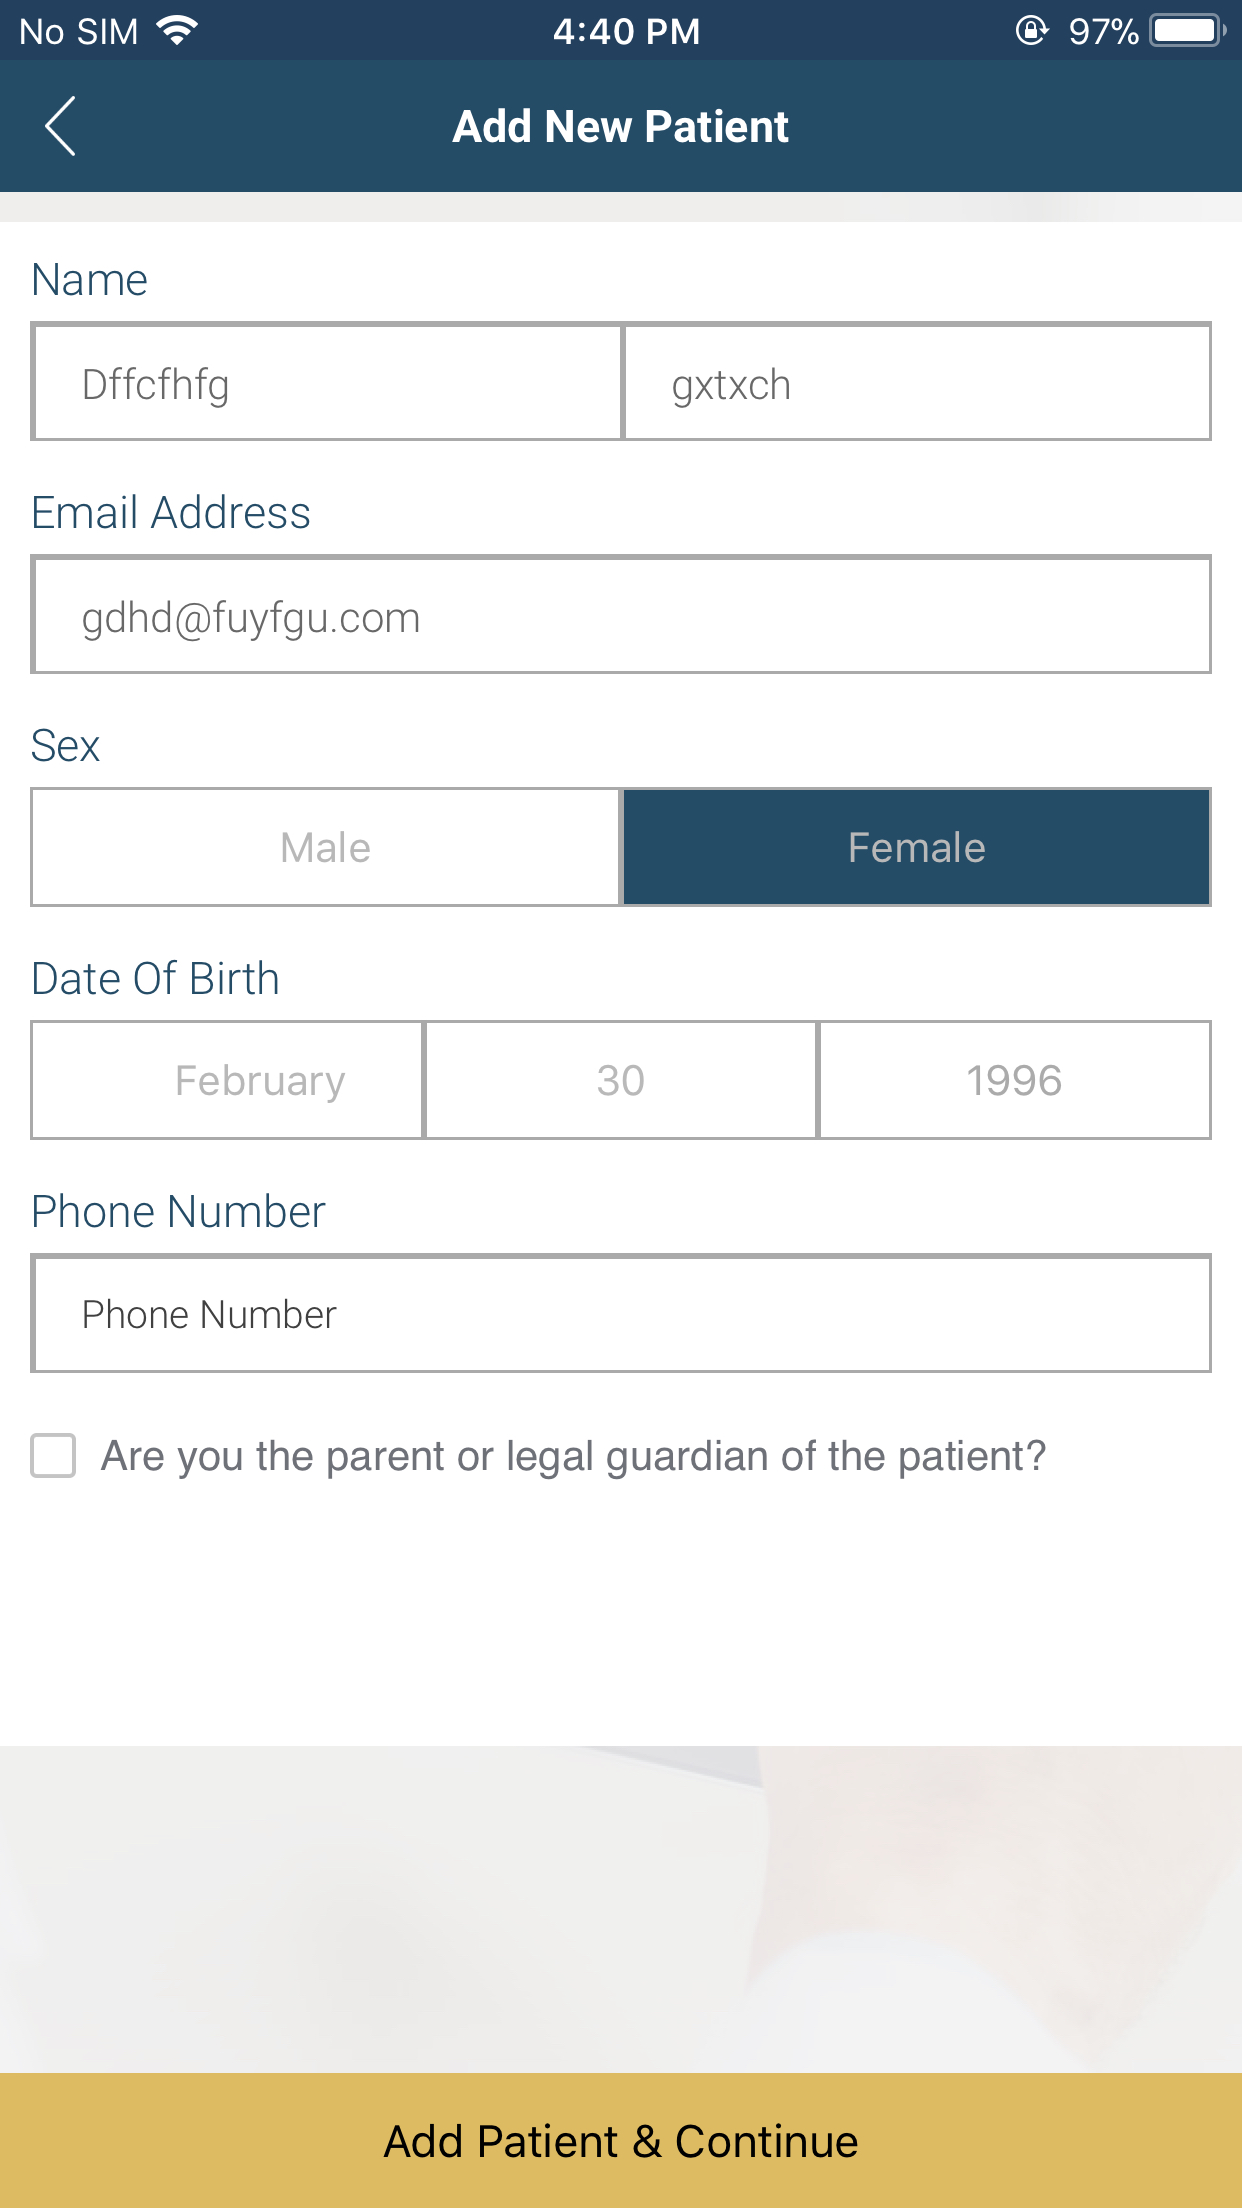 No SIM 4:40 PM 97%
Add New Patient
Name
Dffcfhfg gxtxch
Email Address
gdhd@fuyfgu.com
Sex
Male Female
Date Of Birth
February 30 1996
Phone Number
Phone Number
Are you the parent or legal guardian of the patient?
Add Patient & Continue